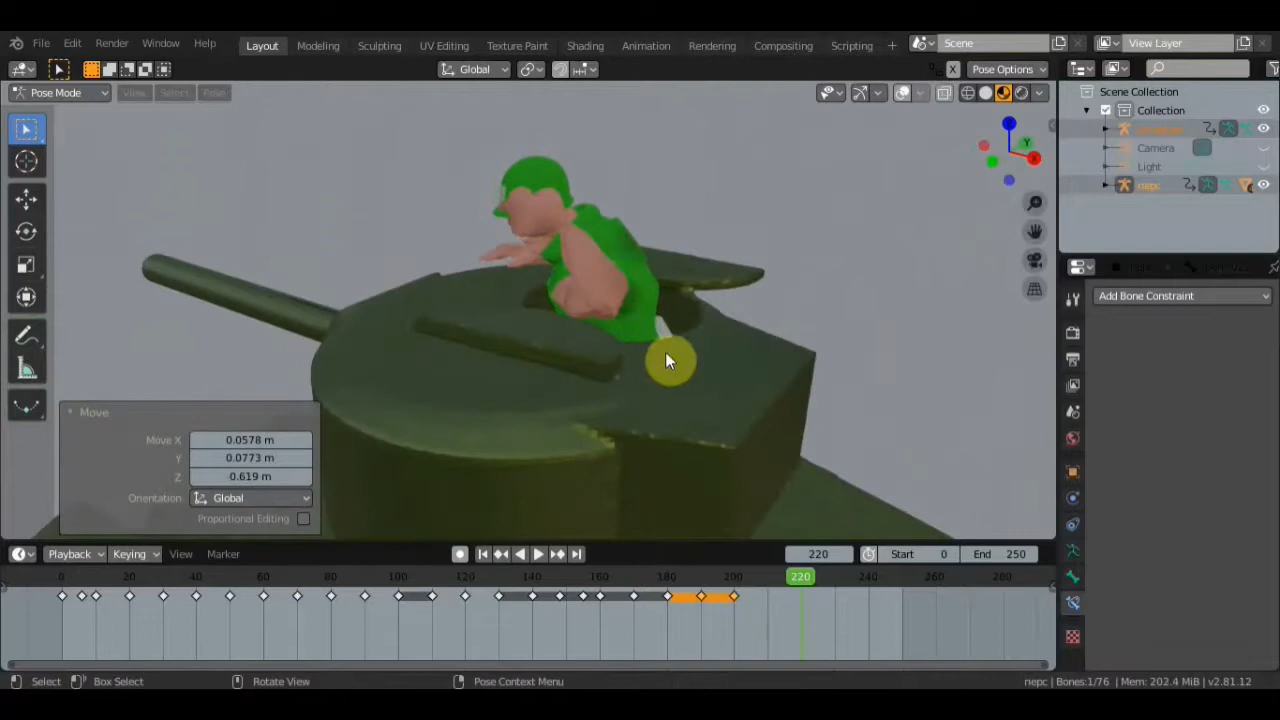 File Edit Render Window Help Layout Modeling Sculpting UV Editing Texture Paint Shading Animation Rendering Compositing Scripting + Scene View Layer
Global X Pose Options
Pose Mode View Select Pose
Scene Collection
Collection
Camera
Light
nepc
Z
Y
X
Add Bone Constraint
Move
Move X 0.0578 m
Y 0.0773 m
Z -0.619 m
Orientation Global
Proportional Editing
Playback Keying View Marker 220 Start 0 End 250
0 20 40 60 80 100 120 140 160 180 200 220 240 260 280
Select Box Select Rotate View Pose Context Menu nepc | Bones:1/76 | Mem: 202.4 MiB | v2.81.12